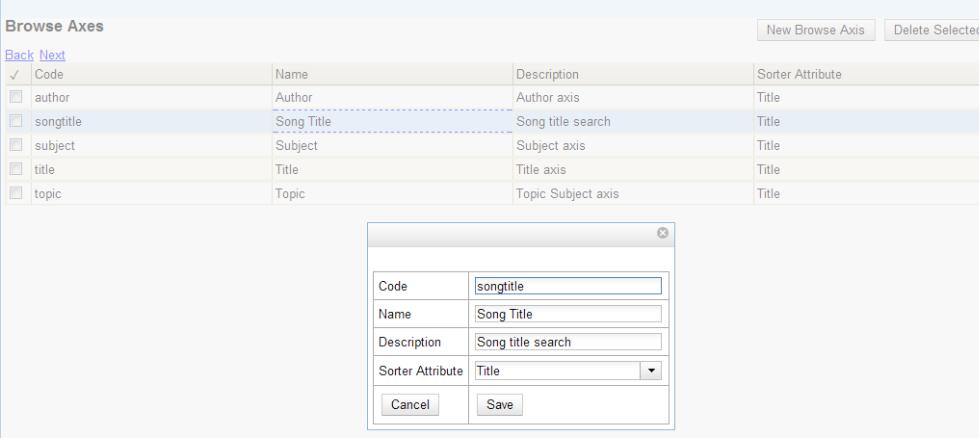 Browse Axes
New Browse Axis Delete Selected
Back Next
✓ Code Name Description Sorter Attribute
author Author Author axis Title
songtitle Song Title Song title search Title
subject Subject Subject axis Title
title Title Title axis Title
topic Topic Topic Subject axis Title
Code songtitle
Name Song Title
Description Song title search
Sorter Attribute Title
Cancel Save